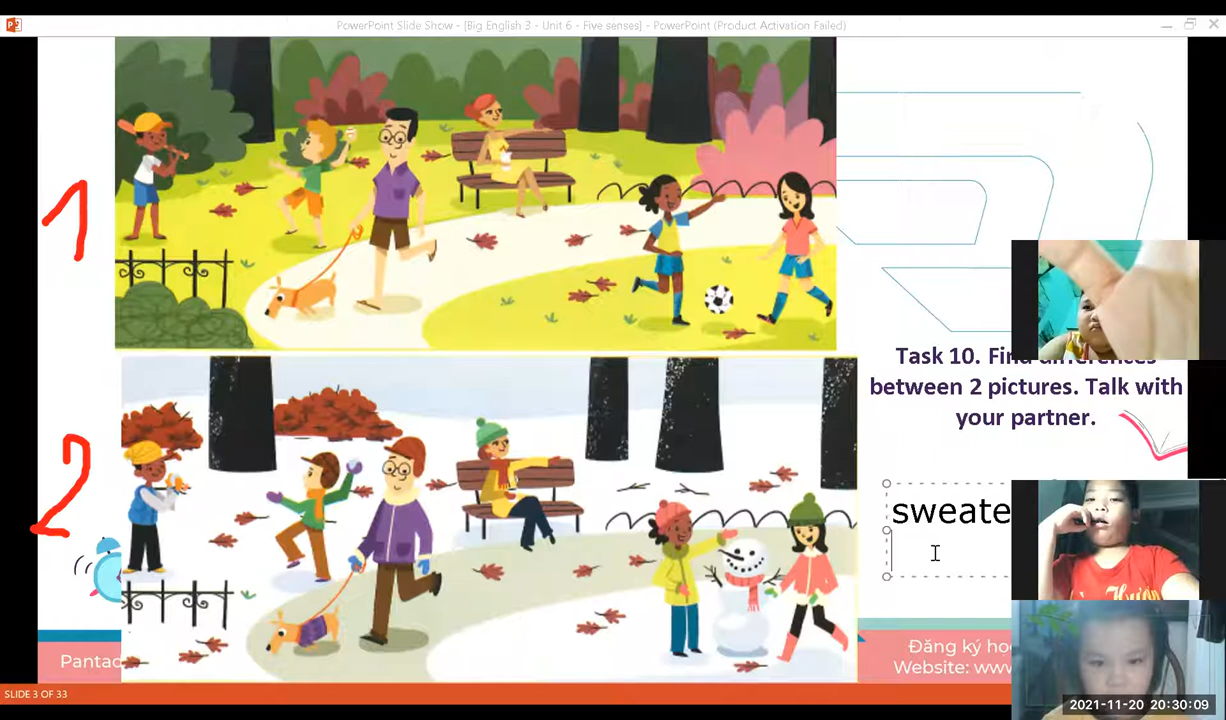 PowerPoint Slide Show - [Big English 3 - Unit 6 - Five senses] - PowerPoint (Product Activation Failed)
1
2
Task 10. Find differences
between 2 pictures. Talk with
your partner.
sweate
Đăng ký
Website: www
SLIDE 3 OF 33
2021-11-20 20:30:09